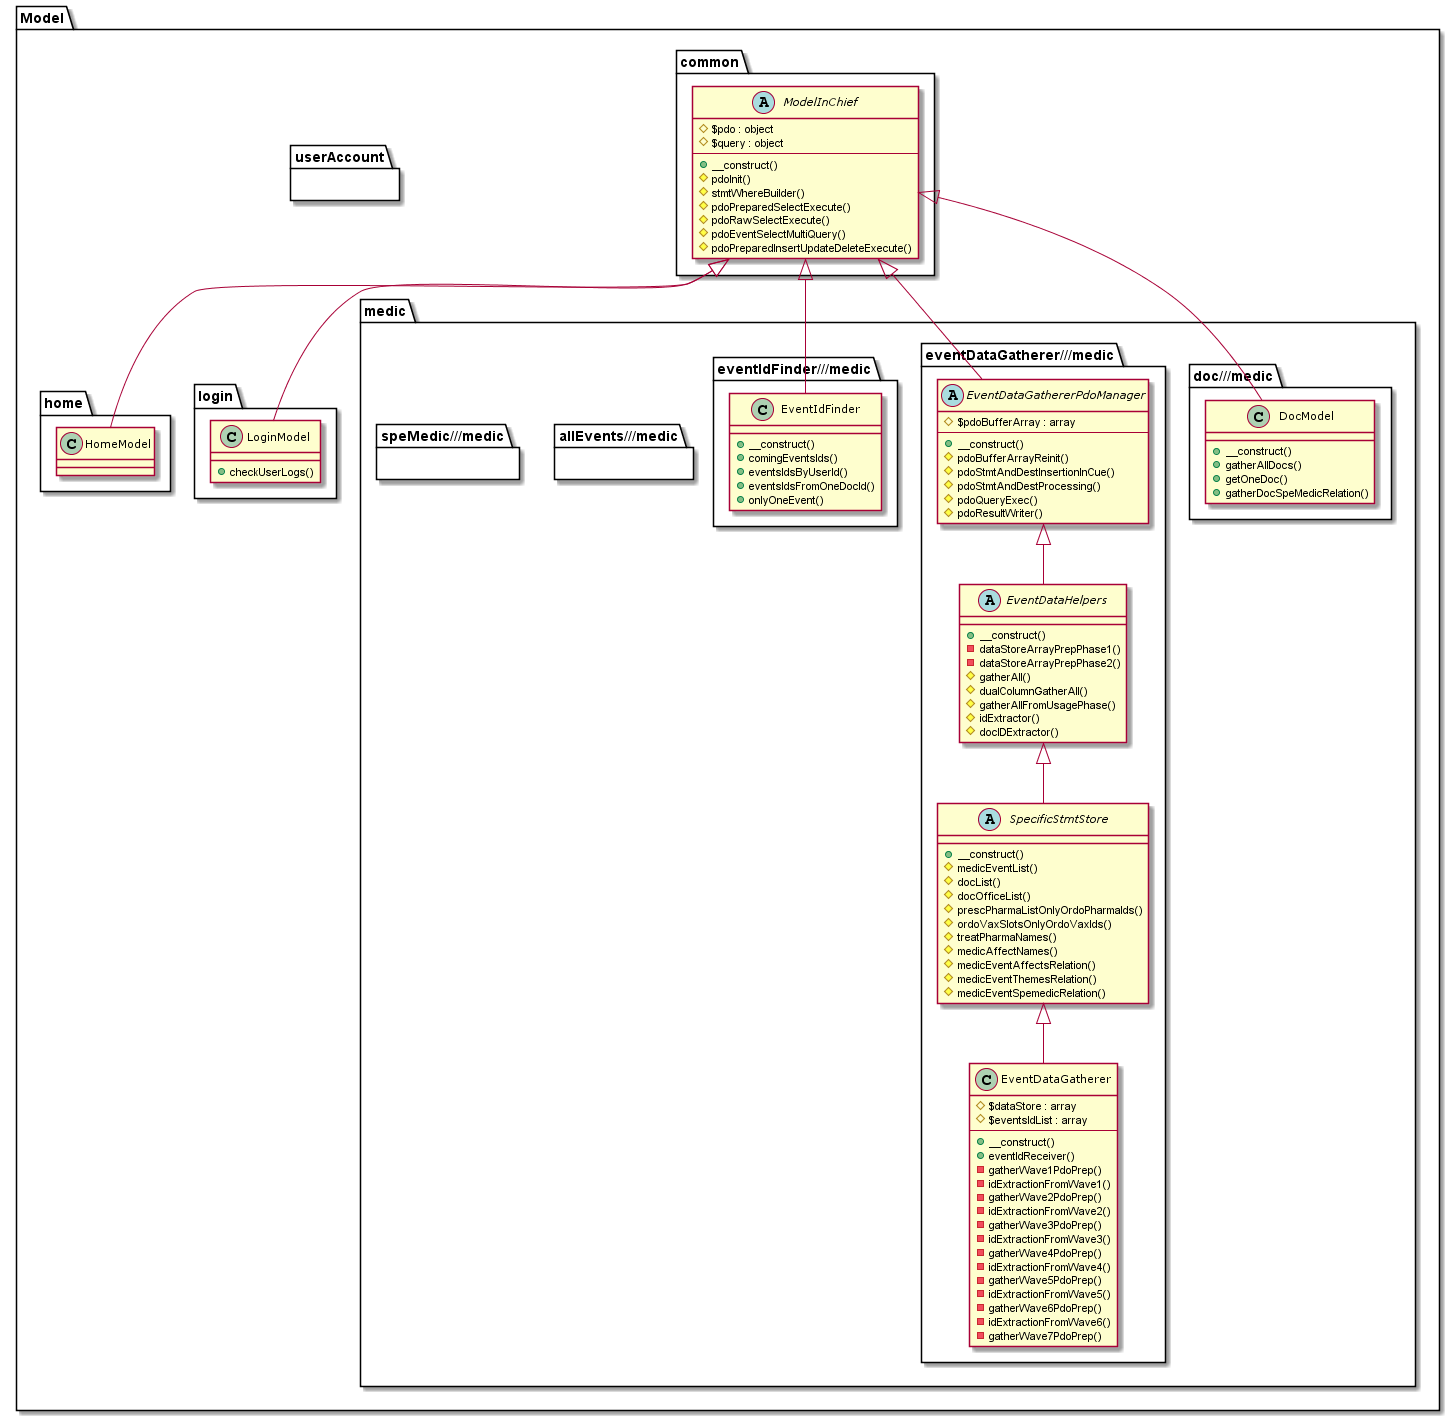 Model
common
A ModelInChief
$pdo : object
$query : object
__construct()
pdoInit()
stmtWhereBuilder()
pdoPreparedSelectExecute()
pdoRawSelectExecute()
pdoEventSelectMultiQuery()
pdoPreparedInsertUpdateDeleteExecute()
userAccount
medic
home
C HomeModel
login
C LoginModel
checkUserLogs()
speMedic///medic
allEvents///medic
eventIdFinder///medic
C EventIdFinder
__construct()
comingEventsIds()
eventsIdsByUserId()
eventsIdsFromOneDocId()
onlyOneEvent()
eventDataGatherer///medic
A EventDataGathererPdoManager
$pdoBufferArray : array
__construct()
pdoBufferArrayReinit()
pdoStmtAndDestInsertionInCue()
pdoStmtAndDestProcessing()
pdoQueryExec()
pdoResultWriter()
doc///medic
C DocModel
__construct()
gatherAllDocs()
getOneDoc()
gatherDocSpeMedicRelation()
A EventDataHelpers
__construct()
dataStoreArrayPrepPhase1()
dataStoreArrayPrepPhase2()
gatherAll()
dualColumnGatherAll()
gatherAllFromUsagePhase()
idExtractor()
docIDExtractor()
A SpecificStmtStore
__construct()
medicEventList()
docList()
docOfficeList()
prescPharmaListOnlyOrdoPharmaIds()
ordoVaxSlotsOnlyOrdoVaxIds()
treatPharmaNames()
medicAffectNames()
medicEventAffectsRelation()
medicEventThemesRelation()
medicEventSpemedicRelation()
C EventDataGatherer
$dataStore : array
$eventsIdList : array
__construct()
eventIdReceiver()
gatherWave1PdoPrep()
idExtractionFromWave1()
gatherWave2PdoPrep()
idExtractionFromWave2()
gatherWave3PdoPrep()
idExtractionFromWave3()
gatherWave4PdoPrep()
idExtractionFromWave4()
gatherWave5PdoPrep()
idExtractionFromWave5()
gatherWave6PdoPrep()
idExtractionFromWave6()
gatherWave7PdoPrep()